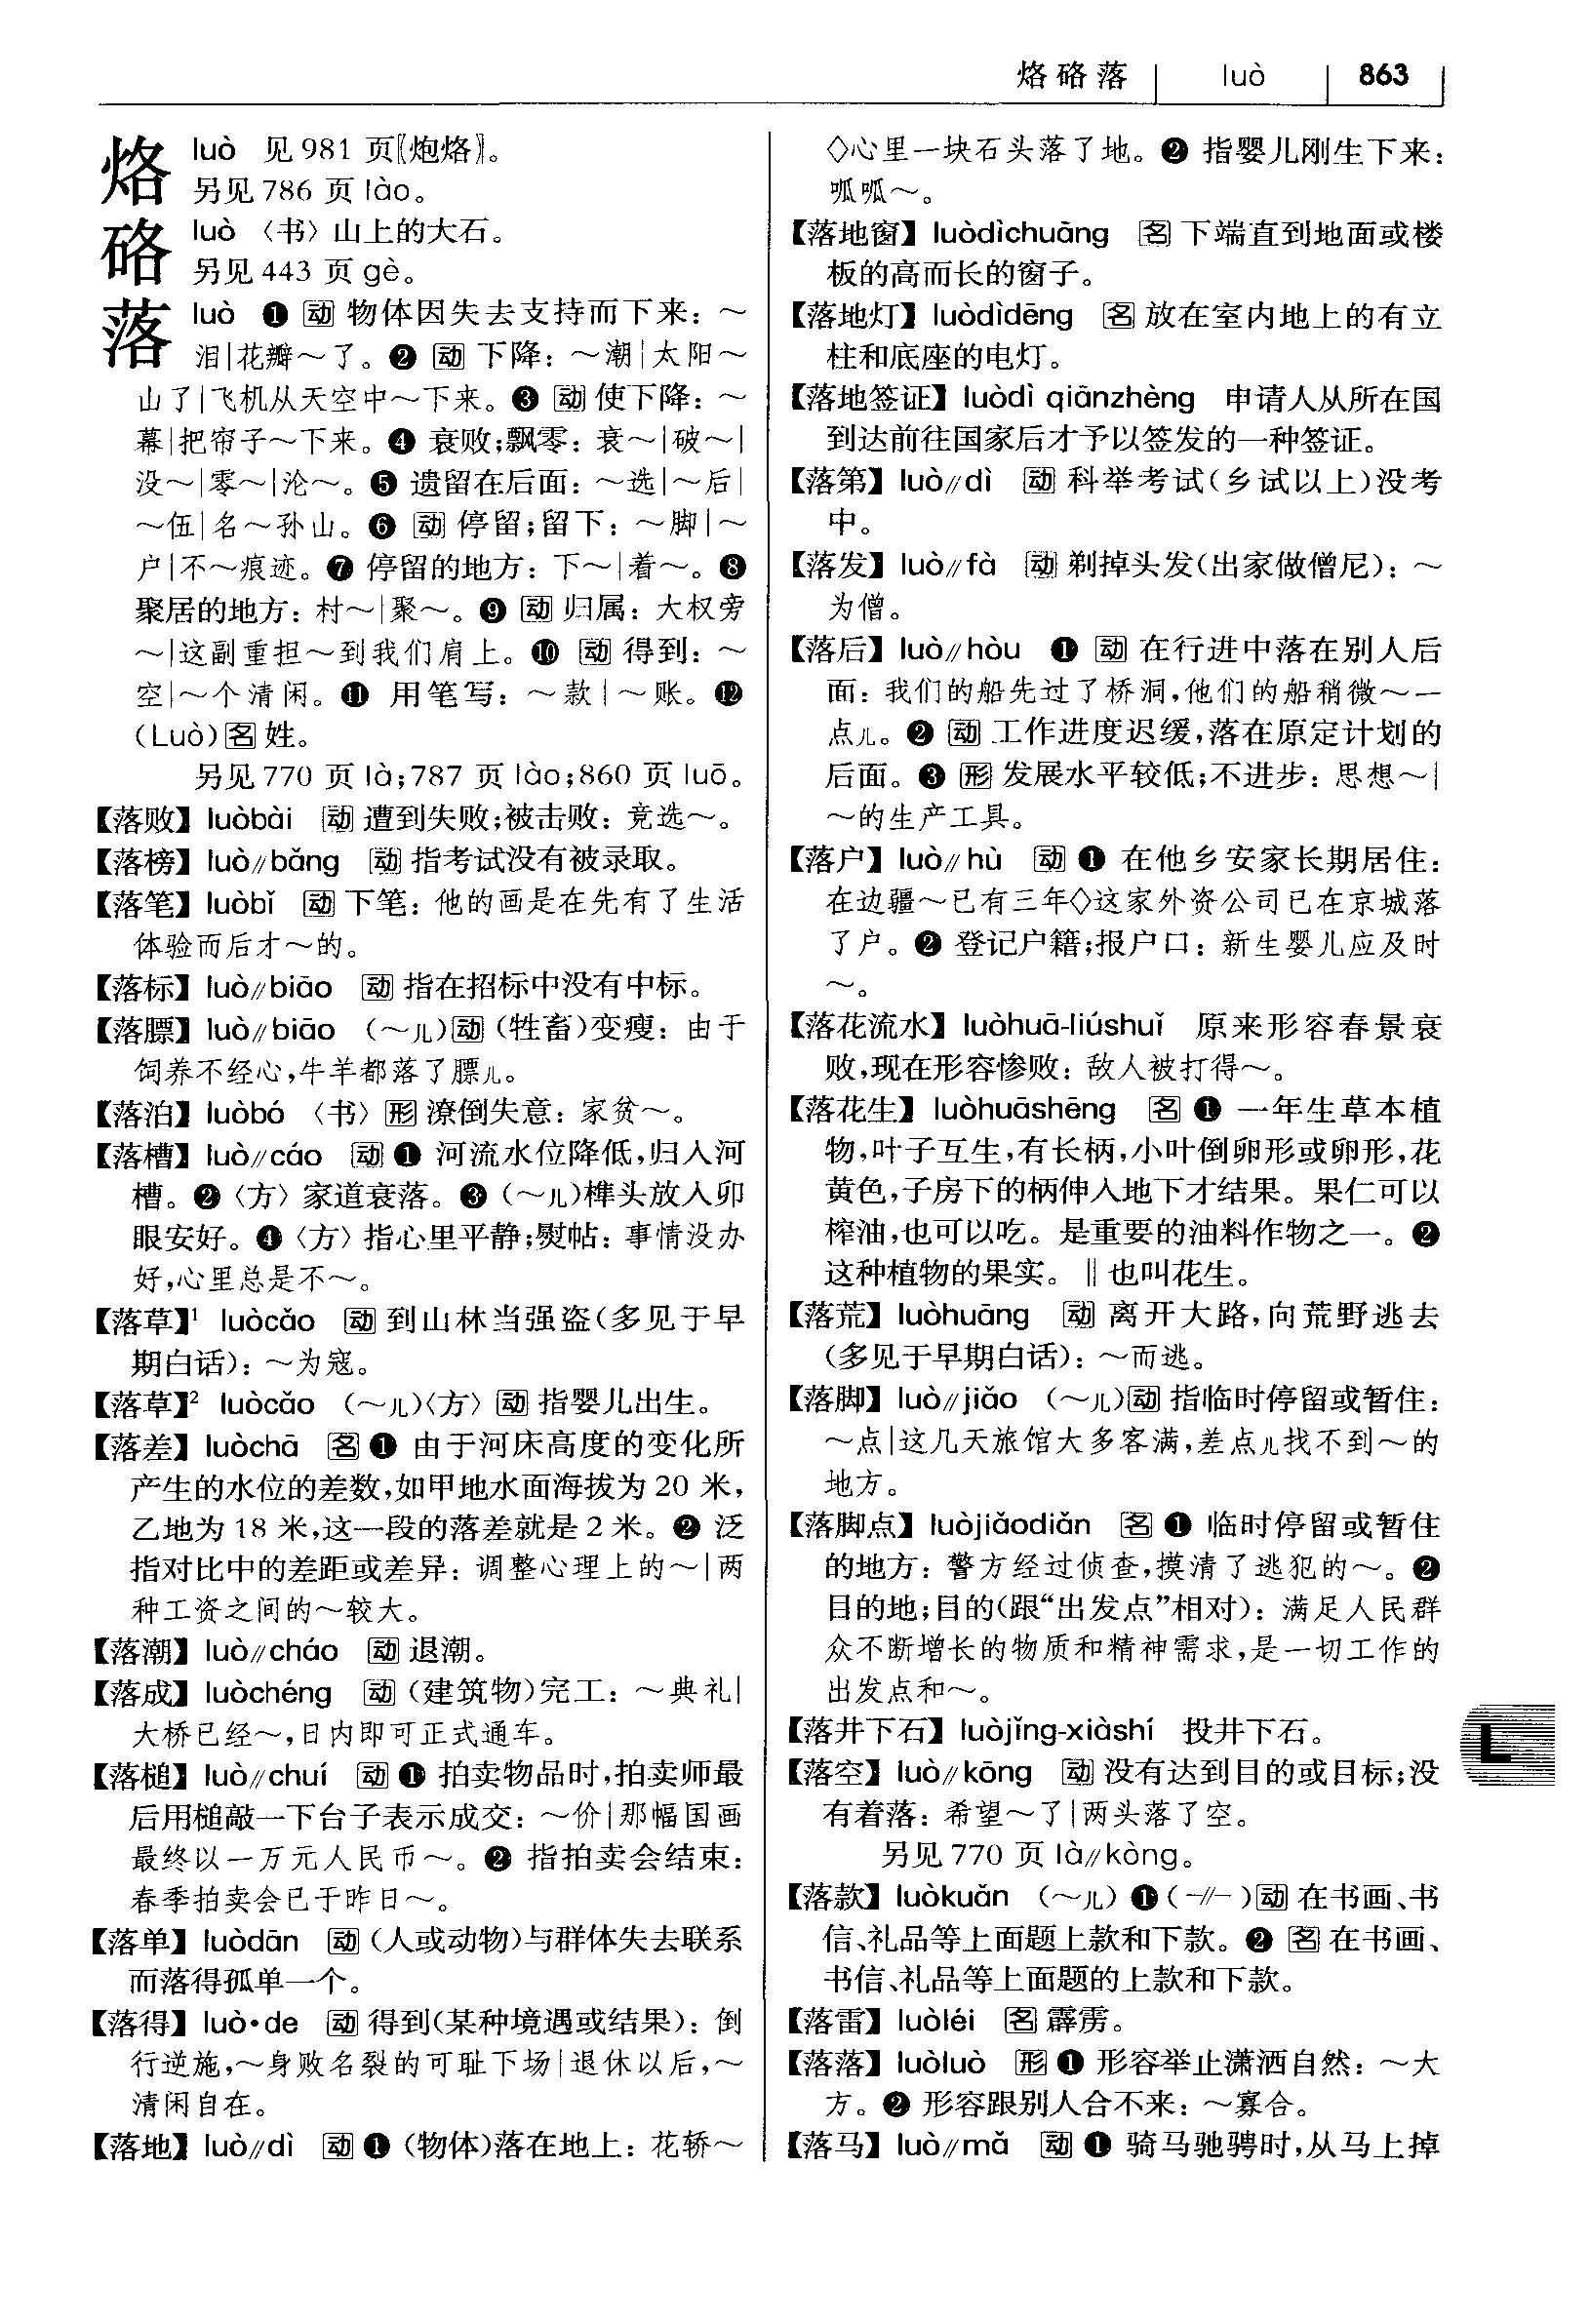 烙硌落 luò 863
烙 luò 见981页〖炮烙〗。
另见786页 lào。
硌 luò 〈书〉山上的大石。
另见443页 gè。
落 luò ❶ 动 物体因失去支持而下来：～
泪|花瓣～了。❷ 动 下降：～潮|太阳～
山了|飞机从天空中～下来。❸ 动 使下降：～
幕|把帘子～下来。❹ 衰败;飘零：衰～|破～|
没～|零～|沦～。❺ 遗留在后面：～选|～后|
～伍|名～孙山。❻ 动 停留;留下：～脚|～
户|不～痕迹。❼ 停留的地方：下～|着～。❽
聚居的地方：村～|聚～。❾ 动 归属：大权旁
～|这副重担～到我们肩上。❿ 动 得到：～
空|～个清闲。⓫ 用笔写：～款|～账。⓬
(Luò) 名 姓。
另见770页 là;787页 lào;860页 luō。
【落败】 luòbài 动 遭到失败;被击败：竞选～。
【落榜】 luò∥bǎng 动 指考试没有被录取。
【落笔】 luòbǐ 动 下笔：他的画是在先有了生活
体验而后才～的。
【落标】 luò∥biāo 动 指在招标中没有中标。
【落膘】 luò∥biāo （～儿） 动 （牲畜）变瘦：由于
饲养不经心,牛羊都落了膘儿。
【落泊】 luòbó 〈书〉 形 潦倒失意：家贫～。
【落槽】 luò∥cáo 动 ❶ 河流水位降低,归入河
槽。❷〈方〉家道衰落。❸（～儿）榫头放入卯
眼安好。❹〈方〉指心里平静;熨帖：事情没办
好,心里总是不～。
【落草】¹ luòcǎo 动 到山林当强盗（多见于早
期白话）：～为寇。
【落草】² luòcǎo （～儿）〈方〉 动 指婴儿出生。
【落差】 luòchā 名 ❶ 由于河床高度的变化所
产生的水位的差数,如甲地水面海拔为20米,
乙地为18米,这一段的落差就是2米。❷ 泛
指对比中的差距或差异：调整心理上的～|两
种工资之间的～较大。
【落潮】 luò∥cháo 动 退潮。
【落成】 luòchéng 动 （建筑物）完工：～典礼|
大桥已经～,日内即可正式通车。
【落槌】 luò∥chuí 动 ❶ 拍卖物品时,拍卖师最
后用槌敲一下台子表示成交：～价|那幅国画
最终以一万元人民币～。❷ 指拍卖会结束：
春季拍卖会已于昨日～。
【落单】 luòdān 动 （人或动物）与群体失去联系
而落得孤单一个。
【落得】 luò·de 动 得到（某种境遇或结果）：倒
行逆施,～身败名裂的可耻下场|退休以后,～
清闲自在。
【落地】 luò∥dì 动 ❶（物体）落在地上：花轿～
◇心里一块石头落了地。❷ 指婴儿刚生下来：
呱呱～。
【落地窗】 luòdìchuāng 名 下端直到地面或楼
板的高而长的窗子。
【落地灯】 luòdìdēng 名 放在室内地上的有立
柱和底座的电灯。
【落地签证】 luòdì qiānzhèng 申请人从所在国
到达前往国家后才予以签发的一种签证。
【落第】 luò∥dì 动 科举考试（乡试以上）没考
中。
【落发】 luò∥fà 动 剃掉头发（出家做僧尼）：～
为僧。
【落后】 luò∥hòu ❶ 动 在行进中落在别人后
面：我们的船先过了桥洞,他们的船稍微～一
点儿。❷ 动 工作进度迟缓,落在原定计划的
后面。❸ 形 发展水平较低;不进步：思想～|
～的生产工具。
【落户】 luò∥hù 动 ❶ 在他乡安家长期居住：
在边疆～已有三年◇这家外资公司已在京城落
了户。❷ 登记户籍;报户口：新生婴儿应及时
～。
【落花流水】 luòhuā-liúshuǐ 原来形容春景衰
败,现在形容惨败：敌人被打得～。
【落花生】 luòhuāshēng 名 ❶ 一年生草本植
物,叶子互生,有长柄,小叶倒卵形或卵形,花
黄色,子房下的柄伸入地下才结果。果仁可以
榨油,也可以吃。是重要的油料作物之一。❷
这种植物的果实。‖也叫花生。
【落荒】 luòhuāng 动 离开大路,向荒野逃去
（多见于早期白话）：～而逃。
【落脚】 luò∥jiǎo （～儿） 动 指临时停留或暂住：
～点|这几天旅馆大多客满,差点儿找不到～的
地方。
【落脚点】 luòjiǎodiǎn 名 ❶ 临时停留或暂住
的地方：警方经过侦查,摸清了逃犯的～。❷
目的地;目的（跟“出发点”相对）：满足人民群
众不断增长的物质和精神需求,是一切工作的
出发点和～。
【落井下石】 luòjǐng-xiàshí 投井下石。
【落空】 luò∥kōng 动 没有达到目的或目标;没
有着落：希望～了|两头落了空。
另见770页 là∥kòng。
【落款】 luòkuǎn （～儿）❶（-∥-） 动 在书画、书
信、礼品等上面题上款和下款。❷ 名 在书画、
书信、礼品等上面题的上款和下款。
【落雷】 luòléi 名 霹雳。
【落落】 luòluò 形 ❶ 形容举止潇洒自然：～大
方。❷ 形容跟别人合不来：～寡合。
【落马】 luò∥mǎ 动 ❶ 骑马驰骋时,从马上掉
L